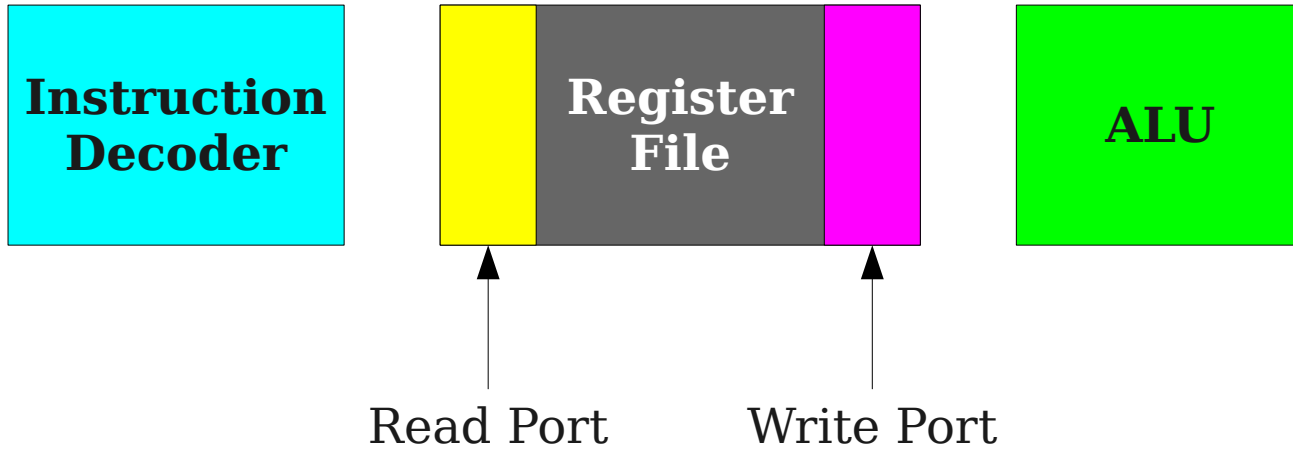 Instruction
Decoder
Register
File
ALU
Read Port
Write Port